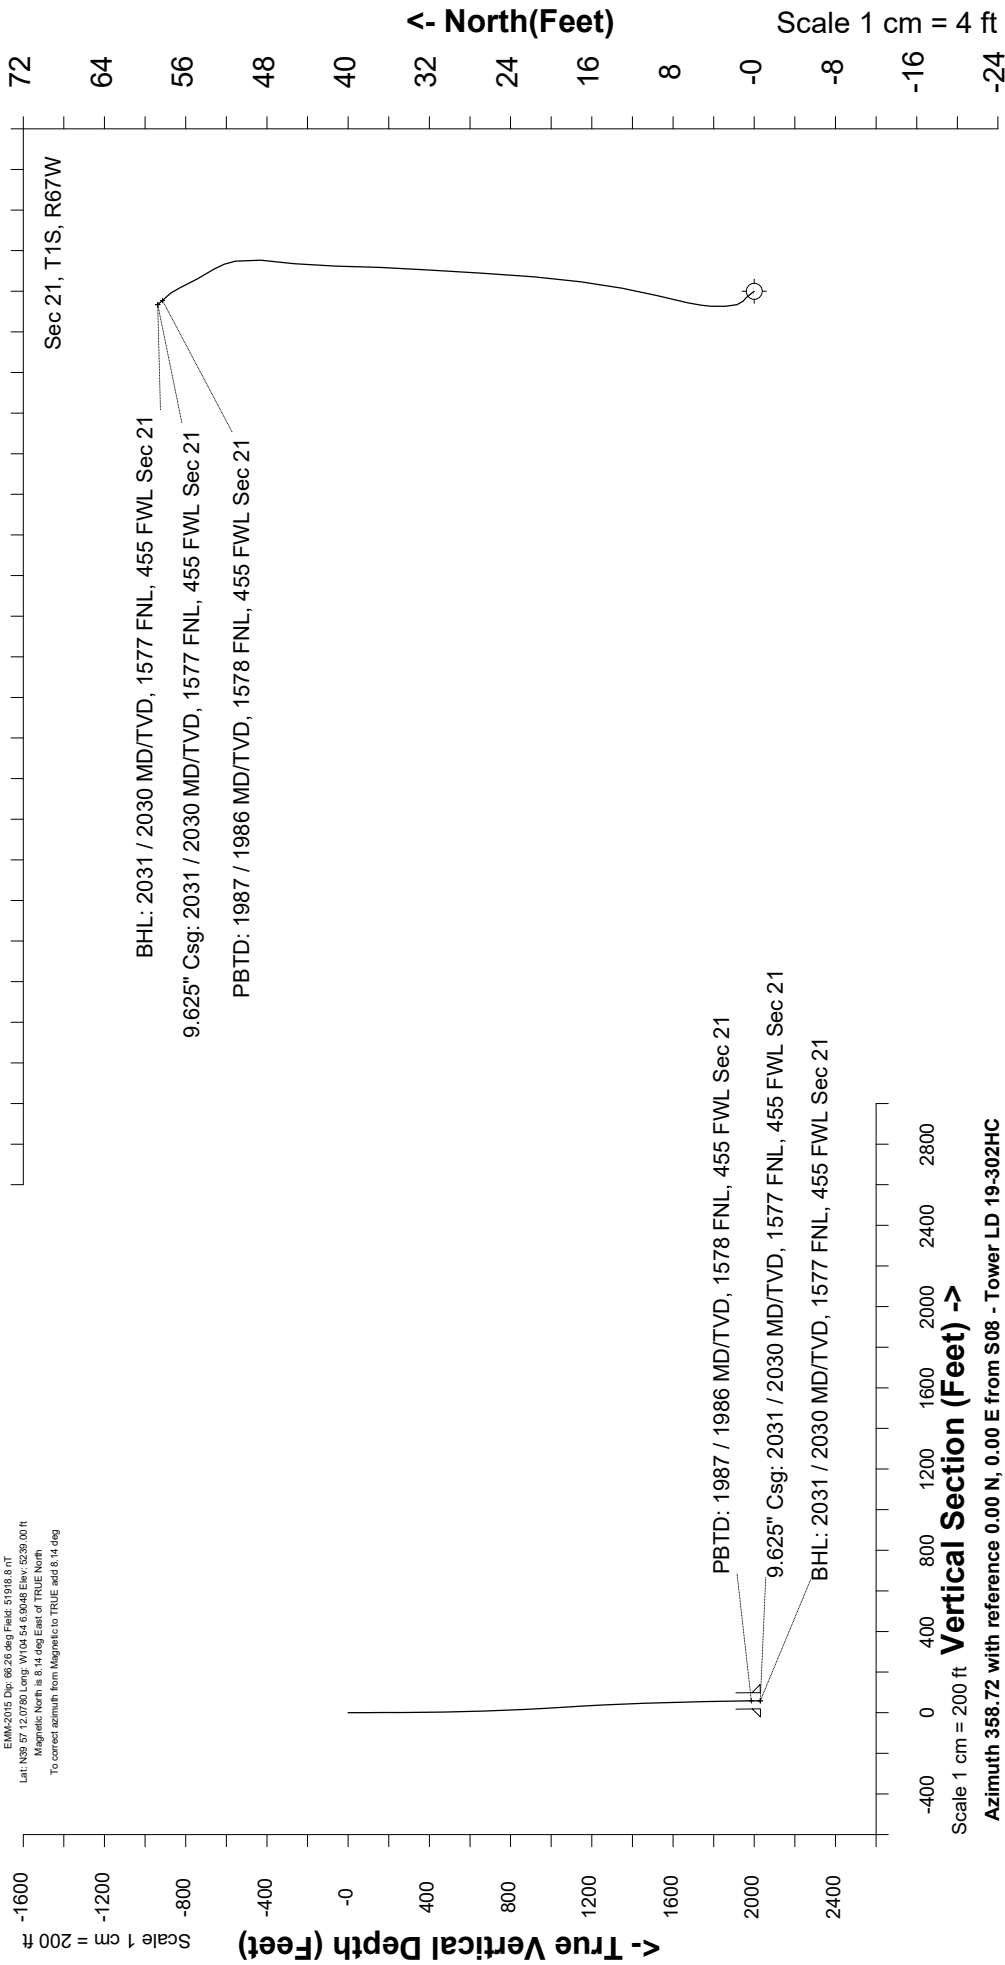 <- North(Feet)
Scale 1 cm = 4 ft
72
64
56
48
40
32
24
16
8
-0
-8
-16
-24
Sec 21, T1S, R67W
BHL: 2031 / 2030 MD/TVD, 1577 FNL, 455 FWL Sec 21
9.625" Csg: 2031 / 2030 MD/TVD, 1577 FNL, 455 FWL Sec 21
PBTD: 1987 / 1986 MD/TVD, 1578 FNL, 455 FWL Sec 21
EMM-2015 Dip: 66.26 deg Field: 51918.8 nT
Lat: N39 57 12.0780 Long: W104 54 6.9048 Elev: 5239.00 ft
Magnetic North is 8.14 deg East of TRUE North
To correct azimuth from Magnetic to TRUE add 8.14 deg
Scale 1 cm = 200 ft
<- True Vertical Depth (Feet)
-1600
-1200
-800
-400
-0
400
800
1200
1600
2000
2400
PBTD: 1987 / 1986 MD/TVD, 1578 FNL, 455 FWL Sec 21
9.625" Csg: 2031 / 2030 MD/TVD, 1577 FNL, 455 FWL Sec 21
BHL: 2031 / 2030 MD/TVD, 1577 FNL, 455 FWL Sec 21
-400
0
400
800
1200
1600
2000
2400
2800
Scale 1 cm = 200 ft
Vertical Section (Feet) ->
Azimuth 358.72 with reference 0.00 N, 0.00 E from S08 - Tower LD 19-302HC